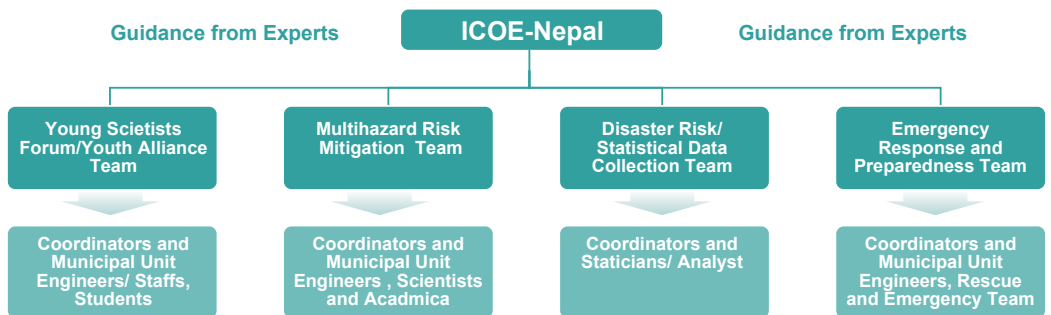 Guidance from Experts
ICOE-Nepal
Guidance from Experts
Young Scietists
Forum/Youth Alliance
Team
Multihazard Risk
Mitigation Team
Disaster Risk/
Statistical Data
Collection Team
Emergency
Response and
Preparedness Team
Coordinators and
Municipal Unit
Engineers/ Staffs,
Students
Coordinators and
Municipal Unit
Engineers , Scientists
and Acadmica
Coordinators and
Staticians/ Analyst
Coordinators and
Municipal Unit
Engineers, Rescue
and Emergency Team